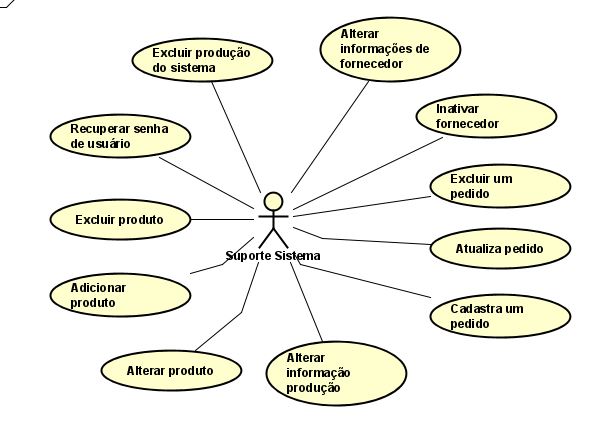 Excluir produção
do sistema
Alterar
informações de
fornecedor
Recuperar senha
de usuário
Inativar
fornecedor
Excluir um
pedido
Excluir produto
Atualiza pedido
Suporte Sistema
Adicionar
produto
Cadastra um
pedido
Alterar produto
Alterar
informação
produção